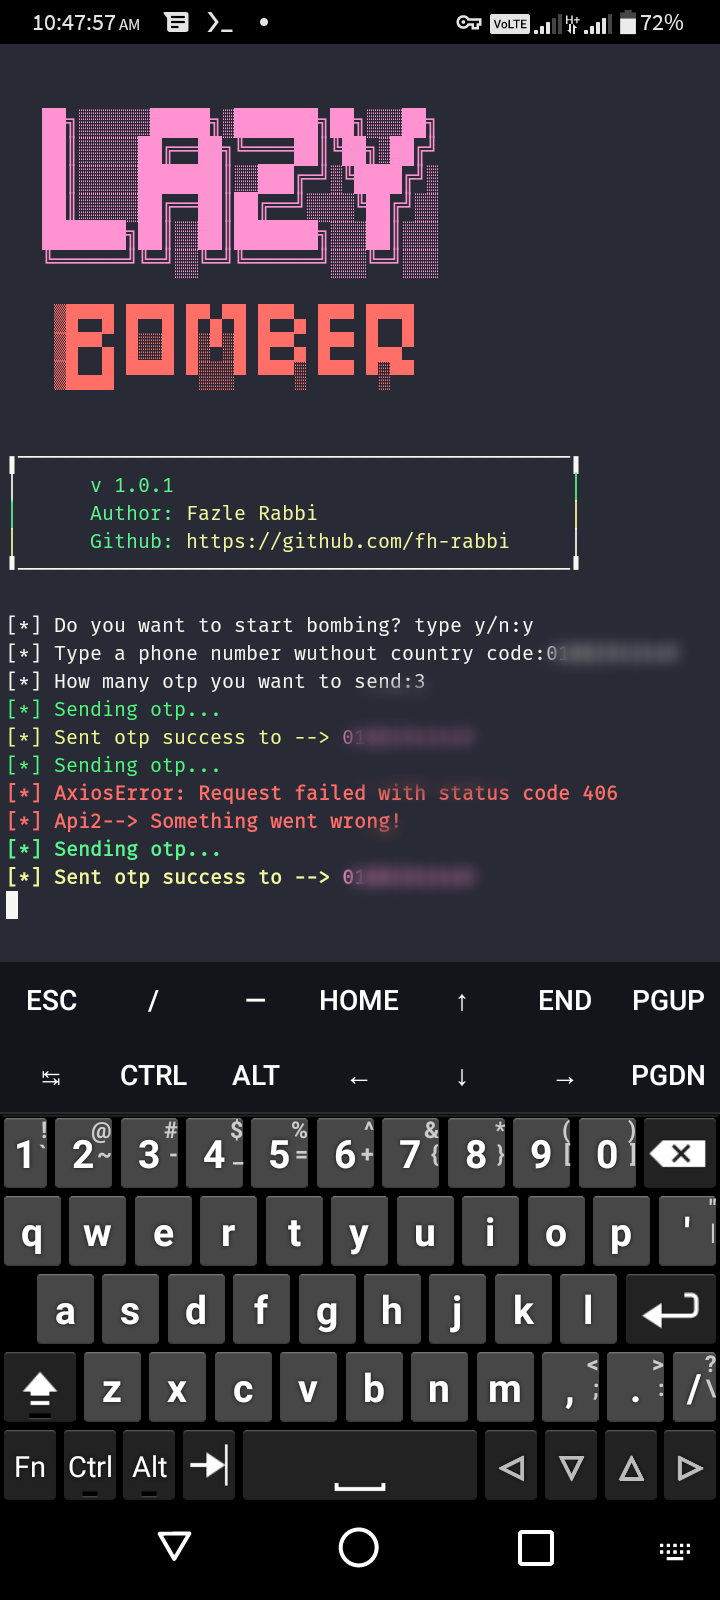 10:47:57 AM VoLTE H+ 72%
LAZY
BOMBER
v 1.0.1
Author: Fazle Rabbi
Github: https://github.com/fh-rabbi
[*] Do you want to start bombing? type y/n:y
[*] Type a phone number wuthout country code:01
[*] How many otp you want to send:3
[*] Sending otp...
[*] Sent otp success to --> 01
[*] Sending otp...
[*] AxiosError: Request failed with status code 406
[*] Api2--> Something went wrong!
[*] Sending otp...
[*] Sent otp success to --> 01
ESC / — HOME ↑ END PGUP
↹ CTRL ALT ← ↓ → PGDN
1 ! ` 2 @ ~ 3 # - 4 $ _ 5 % = 6 ^ + 7 & { 8 * } 9 ( [ 0 ) ]
q w e r t y u i o p ' " |
a s d f g h j k l
z x c v b n m , < ; . > : / ? \
Fn Ctrl Alt